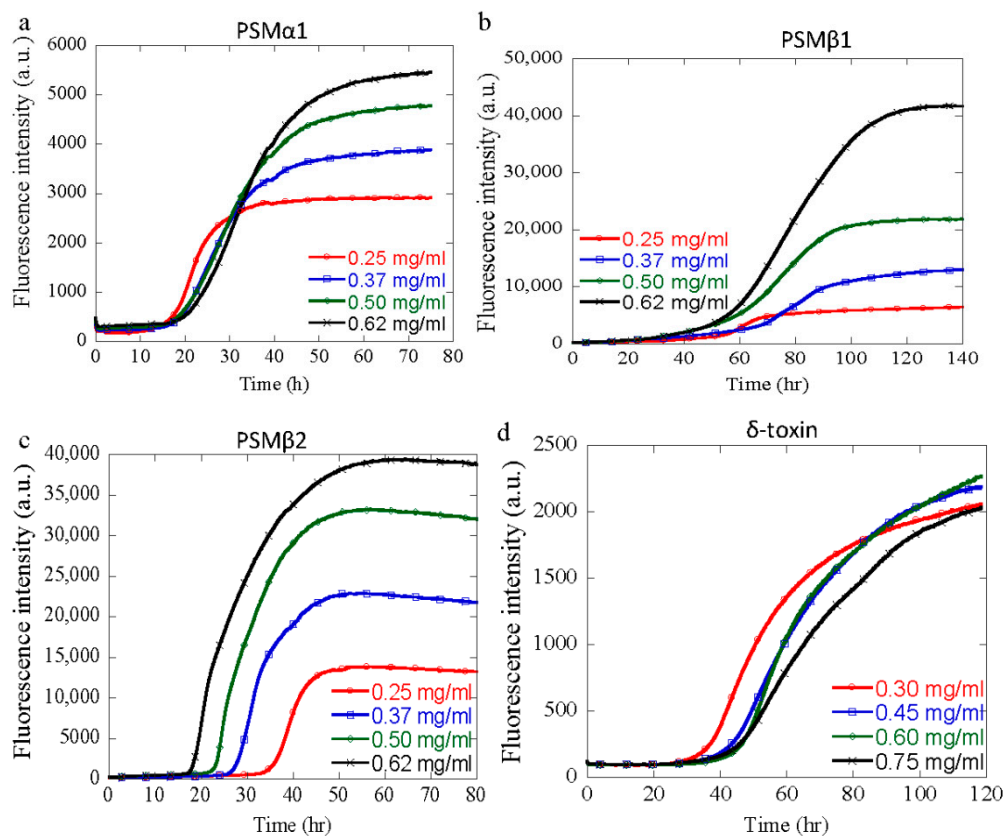 a
PSMα1
Fluorescence intensity (a.u.)
6000
5000
4000
3000
2000
1000
0
0.25 mg/ml
0.37 mg/ml
0.50 mg/ml
0.62 mg/ml
0 10 20 30 40 50 60 70 80
Time (h)
b
PSMβ1
Fluorescence intensity (a.u.)
50,000
40,000
30,000
20,000
10,000
0
0.25 mg/ml
0.37 mg/ml
0.50 mg/ml
0.62 mg/ml
0 20 40 60 80 100 120 140
Time (hr)
c
PSMβ2
Fluorescence intensity (a.u.)
40,000
35,000
30,000
25,000
20,000
15,000
10,000
5000
0
0.25 mg/ml
0.37 mg/ml
0.50 mg/ml
0.62 mg/ml
0 10 20 30 40 50 60 70 80
Time (hr)
d
δ-toxin
Fluorescence intensity (a.u.)
2500
2000
1500
1000
500
0
0.30 mg/ml
0.45 mg/ml
0.60 mg/ml
0.75 mg/ml
0 20 40 60 80 100 120
Time (hr)